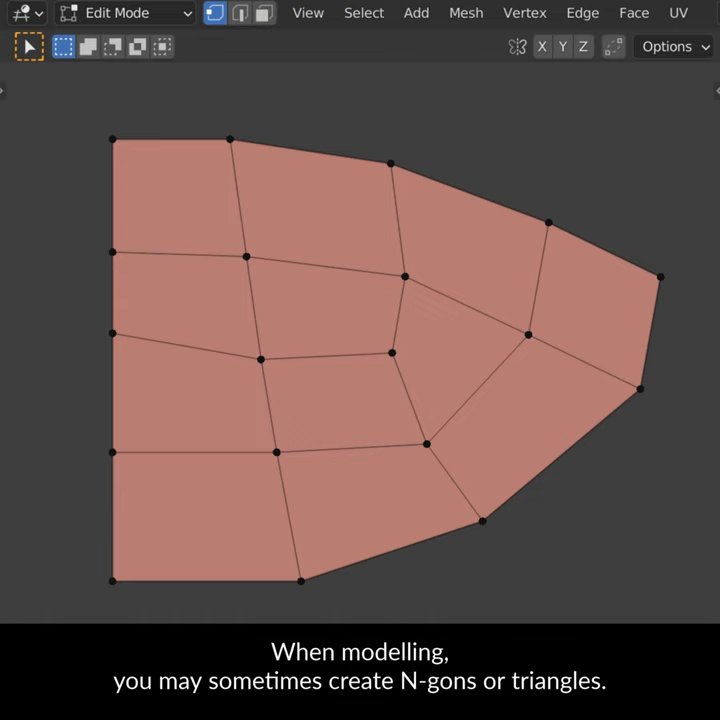 Edit Mode View Select Add Mesh Vertex Edge Face UV
X Y Z Options
When modelling,
you may sometimes create N-gons or triangles.